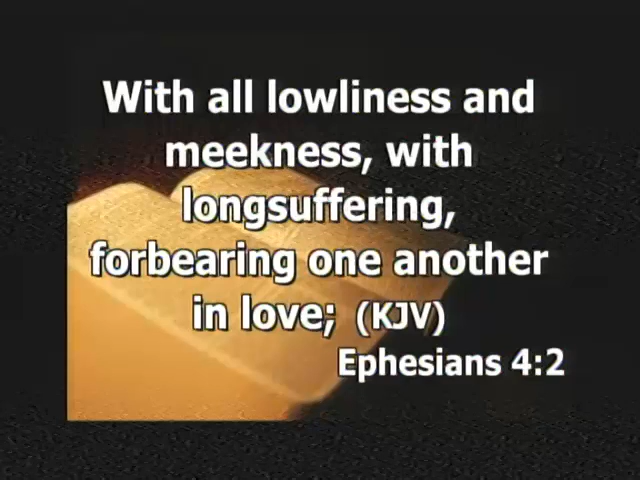 With all lowliness and
meekness, with
longsuffering,
forbearing one another
in love; (KJV)
Ephesians 4:2